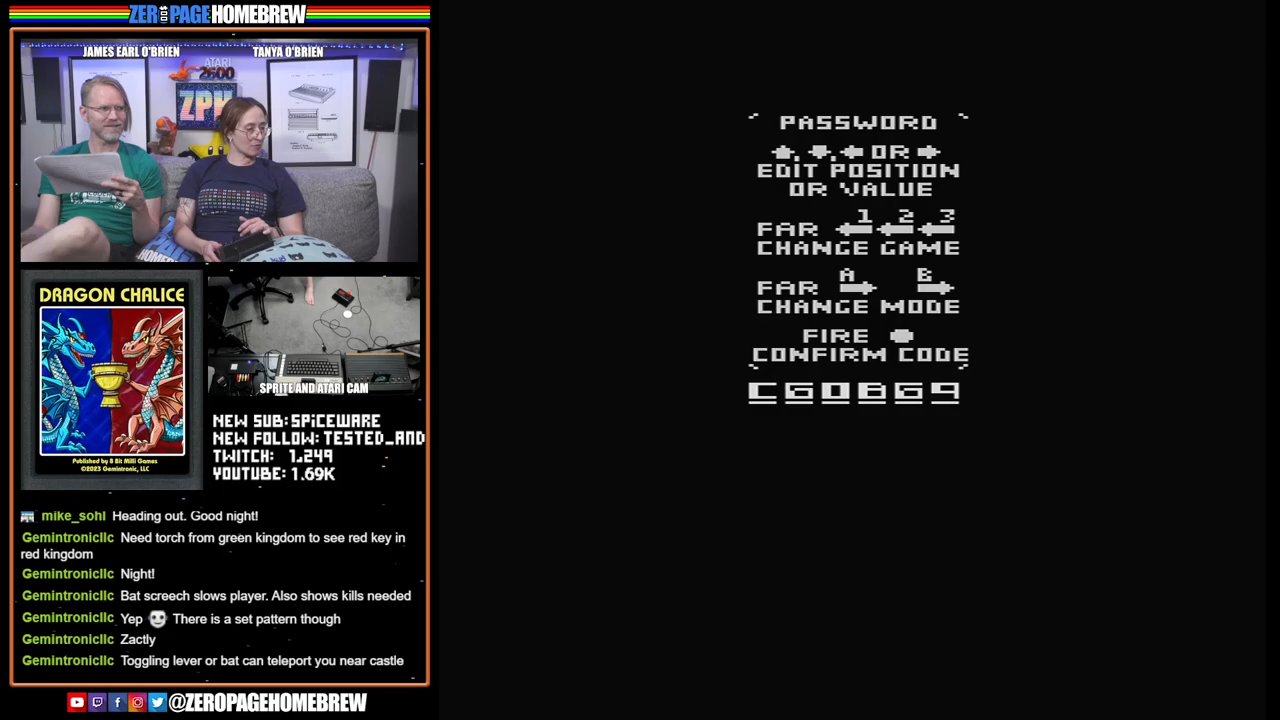 ZERO PAGE HOMEBREW
JAMES EARL O'BRIEN
TANYA O'BRIEN
ATARI
2600
ZPH
DRAGON CHALICE
Published by 8 Bit Milli Games
©2023 Gemintronic, LLC
SPRITE AND ATARI CAM
NEW SUB: SPICEWARE
NEW FOLLOW: TESTED_AND
TWITCH: 1,249
YOUTUBE: 1.69K
mike_sohl Heading out. Good night!
Gemintronicllc Need torch from green kingdom to see red key in
red kingdom
Gemintronicllc Night!
Gemintronicllc Bat screech slows player. Also shows kills needed
Gemintronicllc Yep There is a set pattern though
Gemintronicllc Zactly
Gemintronicllc Toggling lever or bat can teleport you near castle
@ZEROPAGEHOMEBREW
PASSWORD
, , OR
EDIT POSITION
OR VALUE
1 2 3
FAR
CHANGE GAME
A B
FAR
CHANGE MODE
FIRE
CONFIRM CODE
CG0BG9